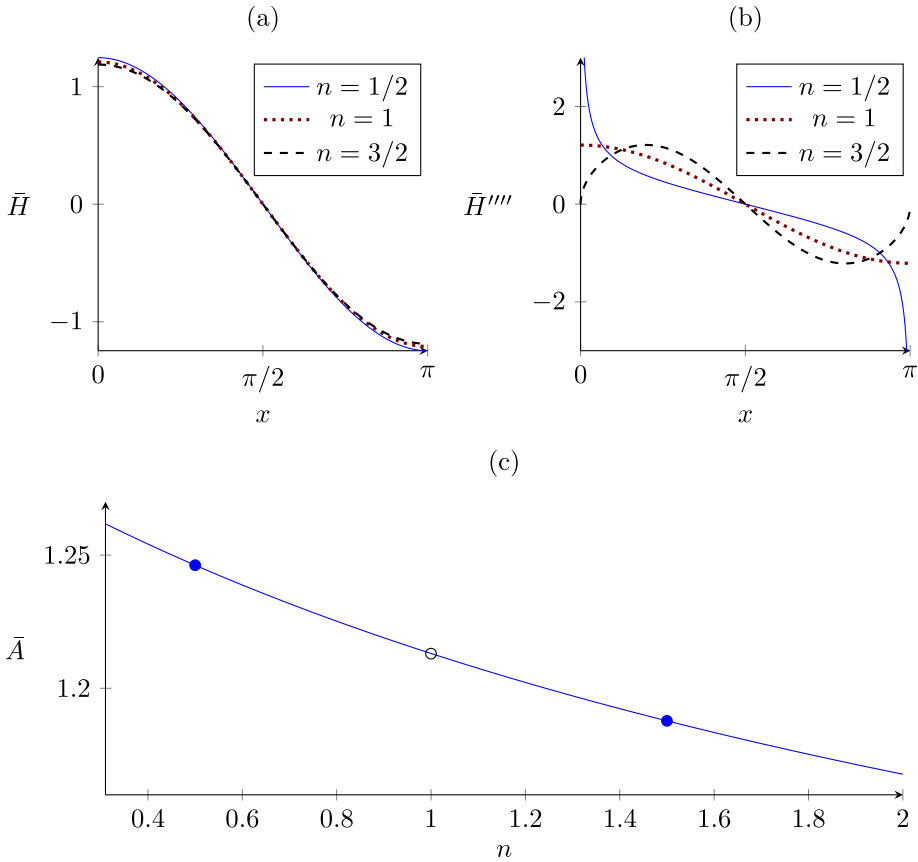 (a)
H̄
1
0
−1
0
π/2
π
x
n = 1/2
n = 1
n = 3/2
(b)
H̄′′′′
2
0
−2
0
π/2
π
x
n = 1/2
n = 1
n = 3/2
(c)
Ā
1.25
1.2
0.4 0.6 0.8 1 1.2 1.4 1.6 1.8 2
n